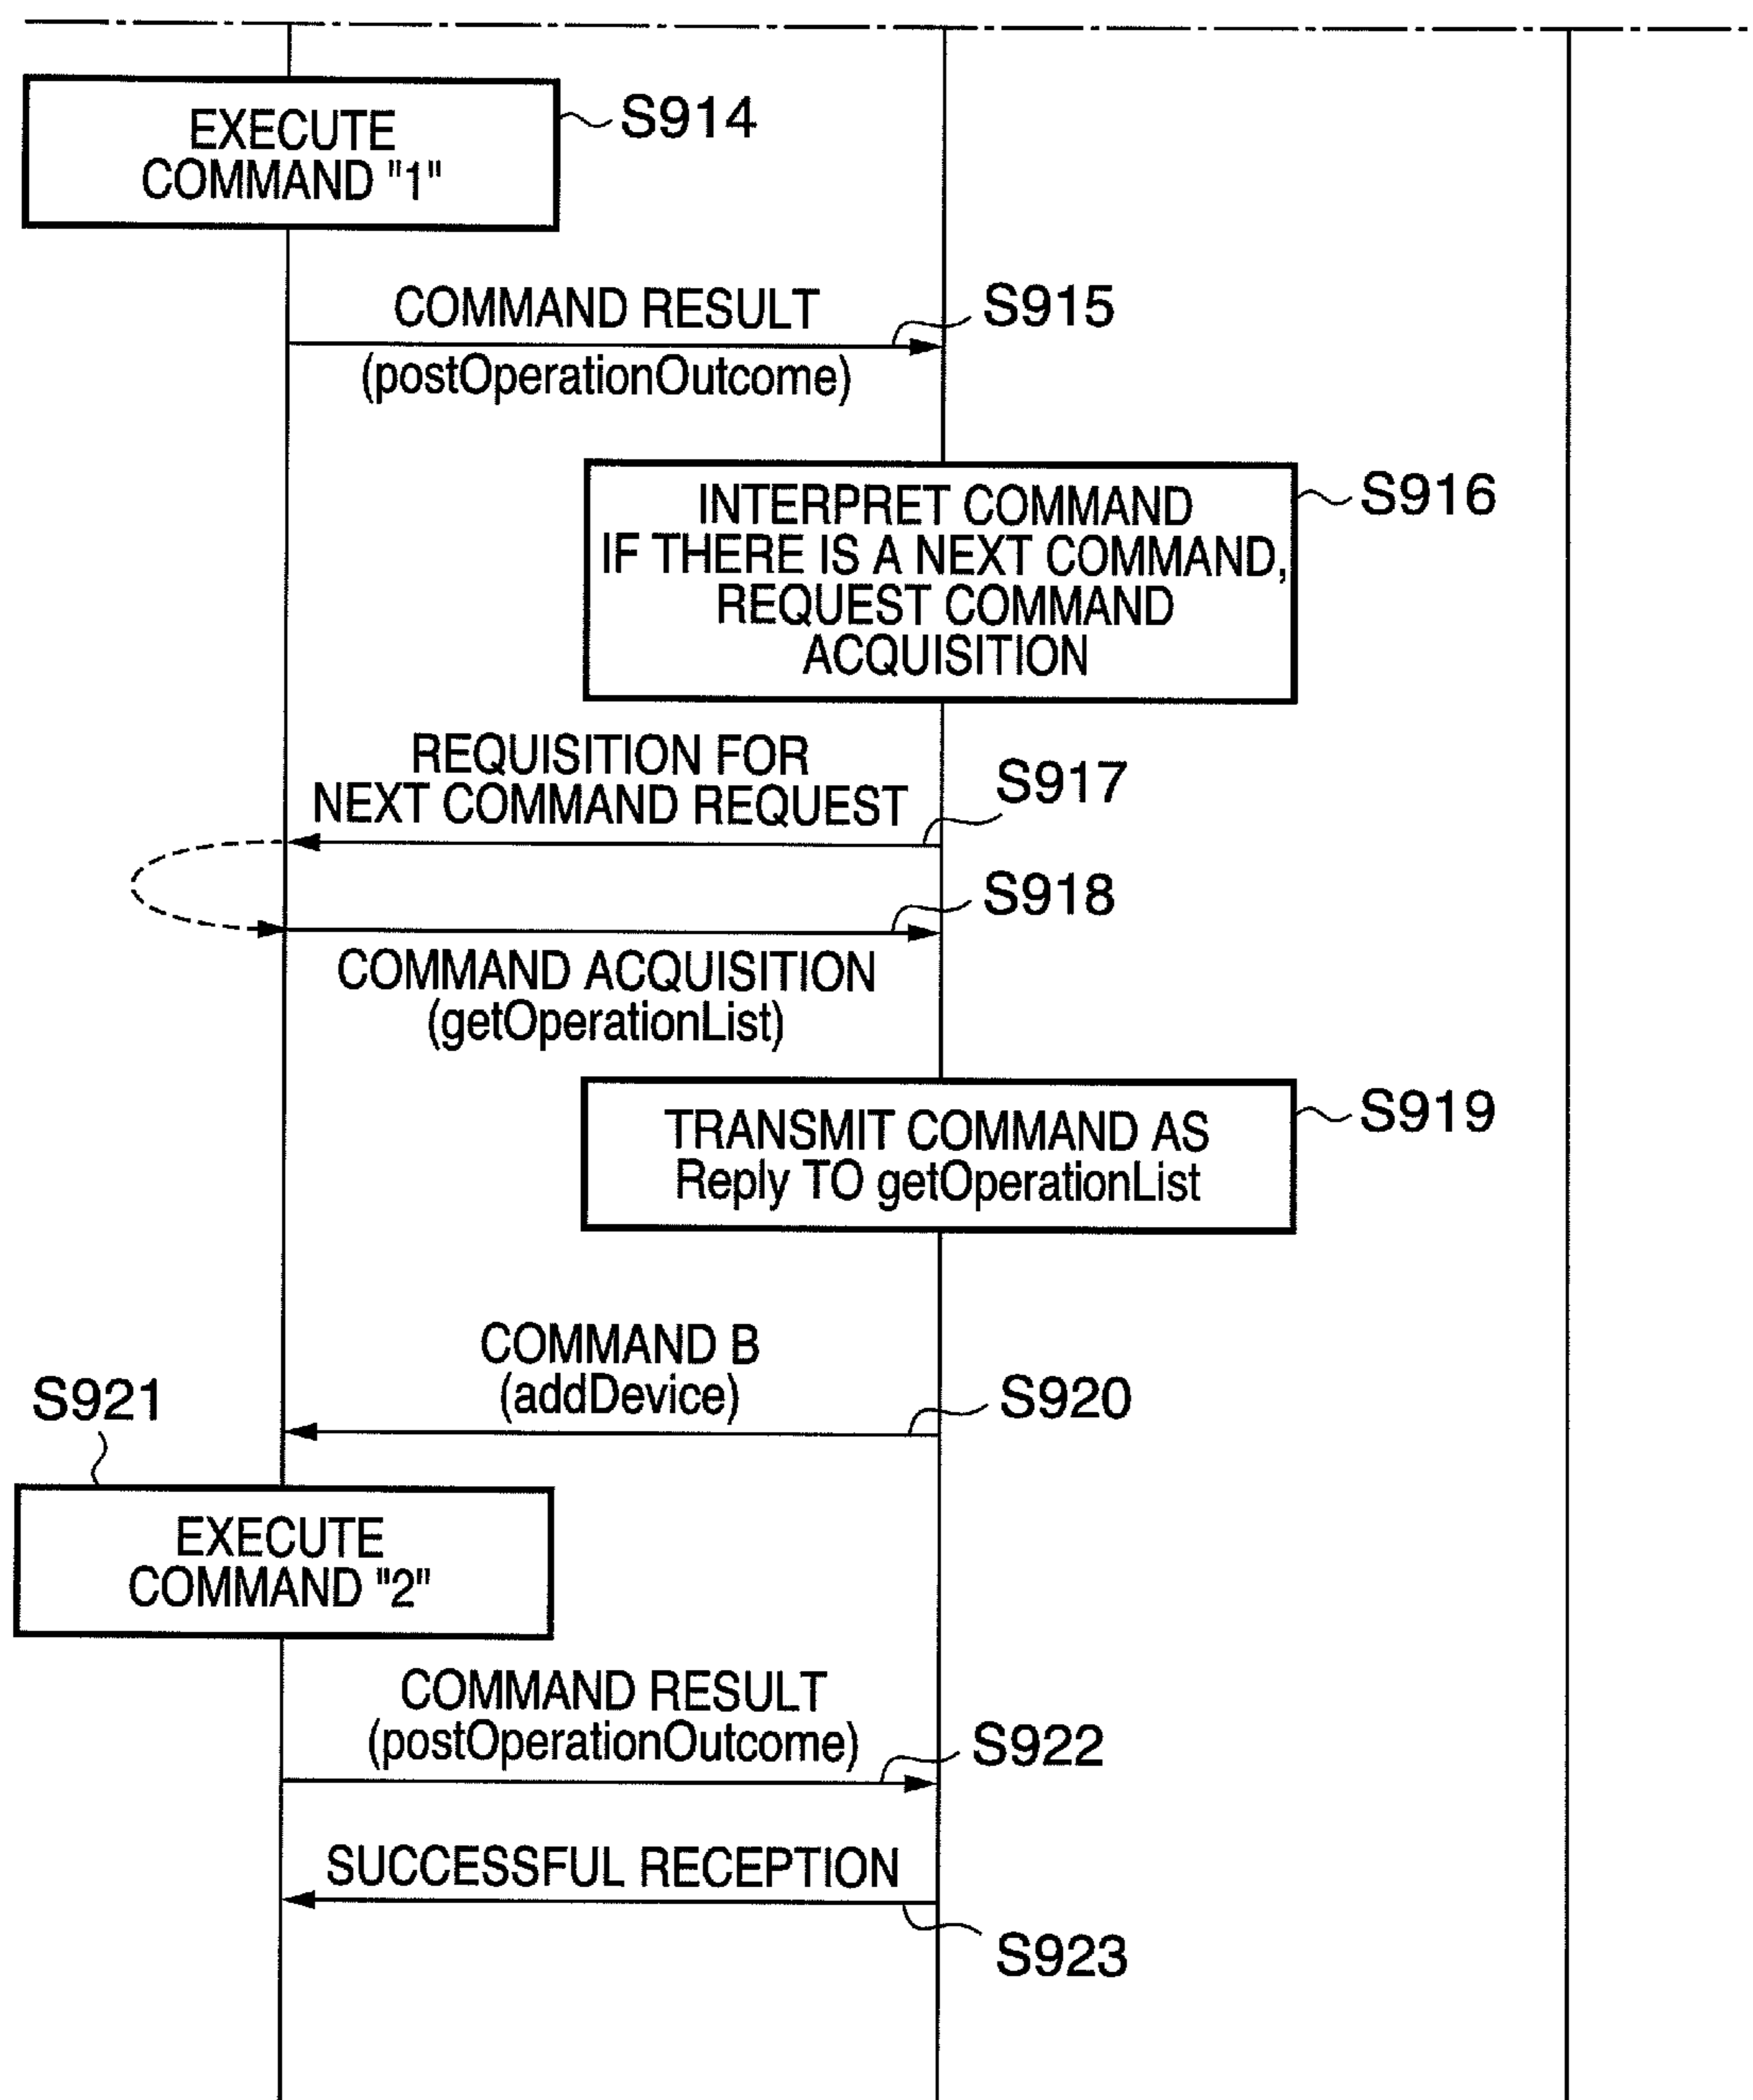 EXECUTE
COMMAND "1"
S914
COMMAND RESULT
(postOperationOutcome)
S915
INTERPRET COMMAND
IF THERE IS A NEXT COMMAND,
REQUEST COMMAND
ACQUISITION
S916
REQUISITION FOR
NEXT COMMAND REQUEST
S917
S918
COMMAND ACQUISITION
(getOperationList)
TRANSMIT COMMAND AS
Reply TO getOperationList
S919
COMMAND B
(addDevice)
S920
S921
EXECUTE
COMMAND "2"
COMMAND RESULT
(postOperationOutcome)
S922
SUCCESSFUL RECEPTION
S923